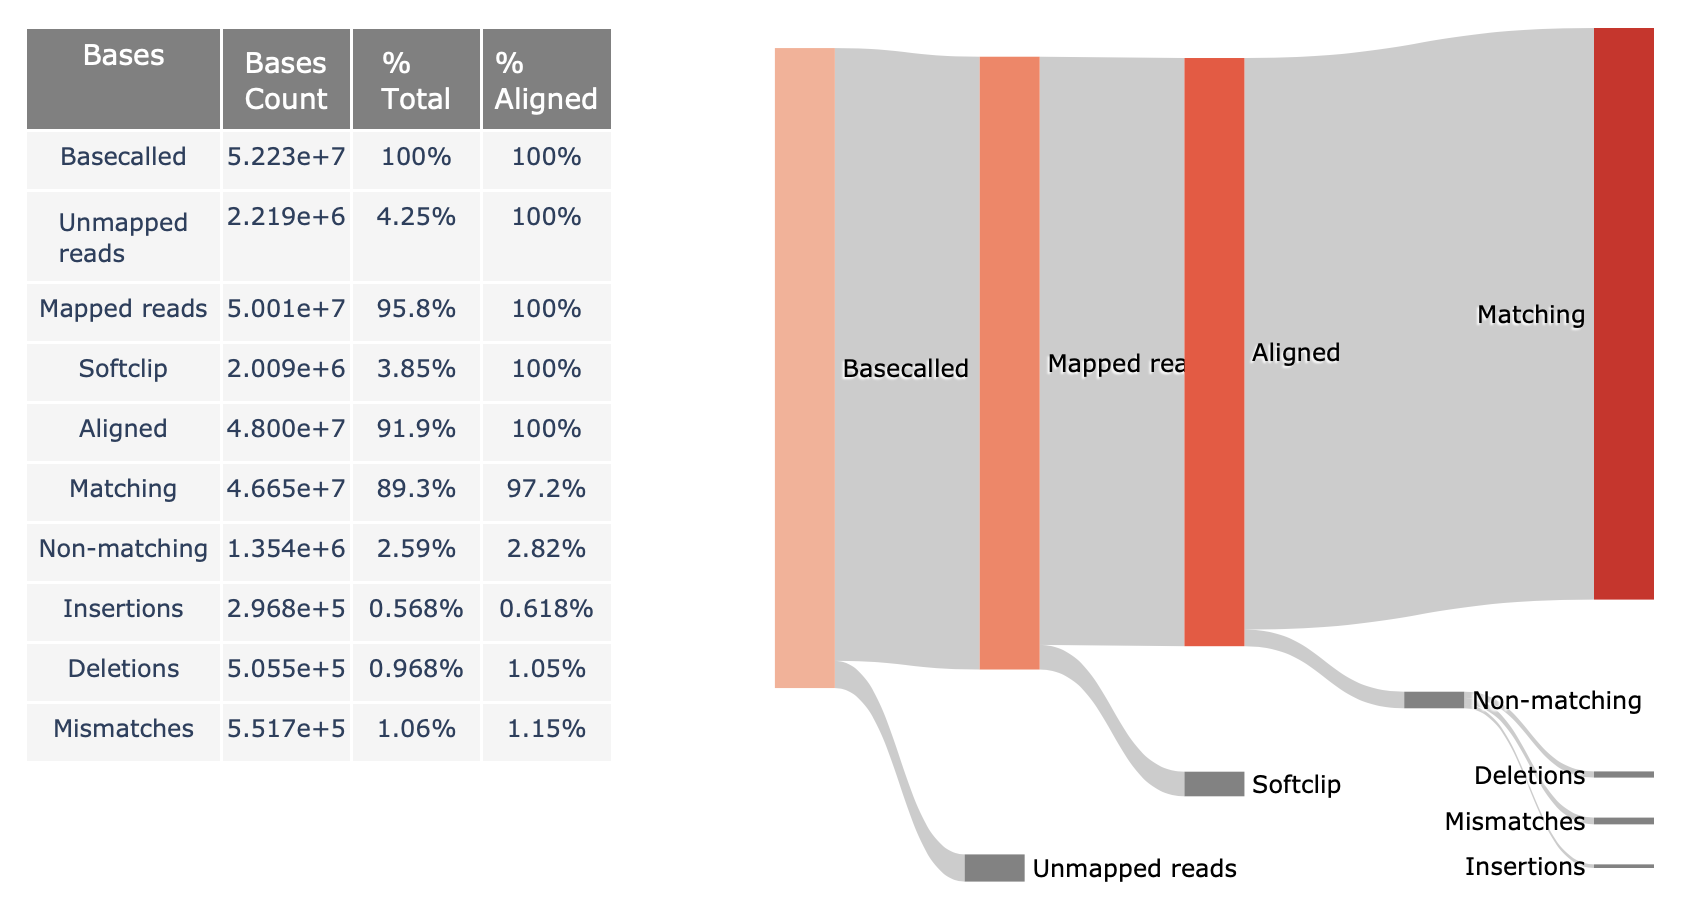 Bases Bases Count % Total % Aligned
Basecalled 5.223e+7 100% 100%
Unmapped reads 2.219e+6 4.25% 100%
Mapped reads 5.001e+7 95.8% 100%
Softclip 2.009e+6 3.85% 100%
Aligned 4.800e+7 91.9% 100%
Matching 4.665e+7 89.3% 97.2%
Non-matching 1.354e+6 2.59% 2.82%
Insertions 2.968e+5 0.568% 0.618%
Deletions 5.055e+5 0.968% 1.05%
Mismatches 5.517e+5 1.06% 1.15%
Basecalled
Mapped rea
Aligned
Matching
Non-matching
Deletions
Softclip
Mismatches
Insertions
Unmapped reads